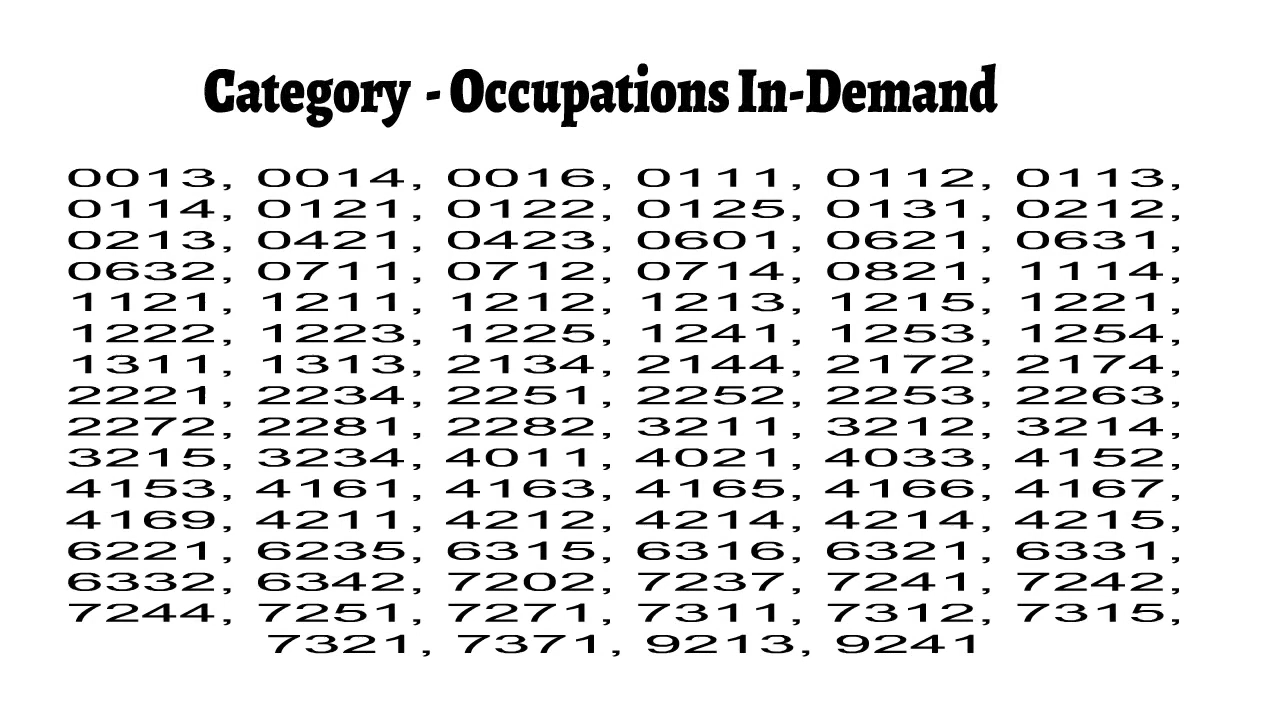 Category - Occupations In-Demand
0013, 0014, 0016, 0111, 0112, 0113,
0114, 0121, 0122, 0125, 0131, 0212,
0213, 0421, 0423, 0601, 0621, 0631,
0632, 0711, 0712, 0714, 0821, 1114,
1121, 1211, 1212, 1213, 1215, 1221,
1222, 1223, 1225, 1241, 1253, 1254,
1311, 1313, 2134, 2144, 2172, 2174,
2221, 2234, 2251, 2252, 2253, 2263,
2272, 2281, 2282, 3211, 3212, 3214,
3215, 3234, 4011, 4021, 4033, 4152,
4153, 4161, 4163, 4165, 4166, 4167,
4169, 4211, 4212, 4214, 4214, 4215,
6221, 6235, 6315, 6316, 6321, 6331,
6332, 6342, 7202, 7237, 7241, 7242,
7244, 7251, 7271, 7311, 7312, 7315,
7321, 7371, 9213, 9241